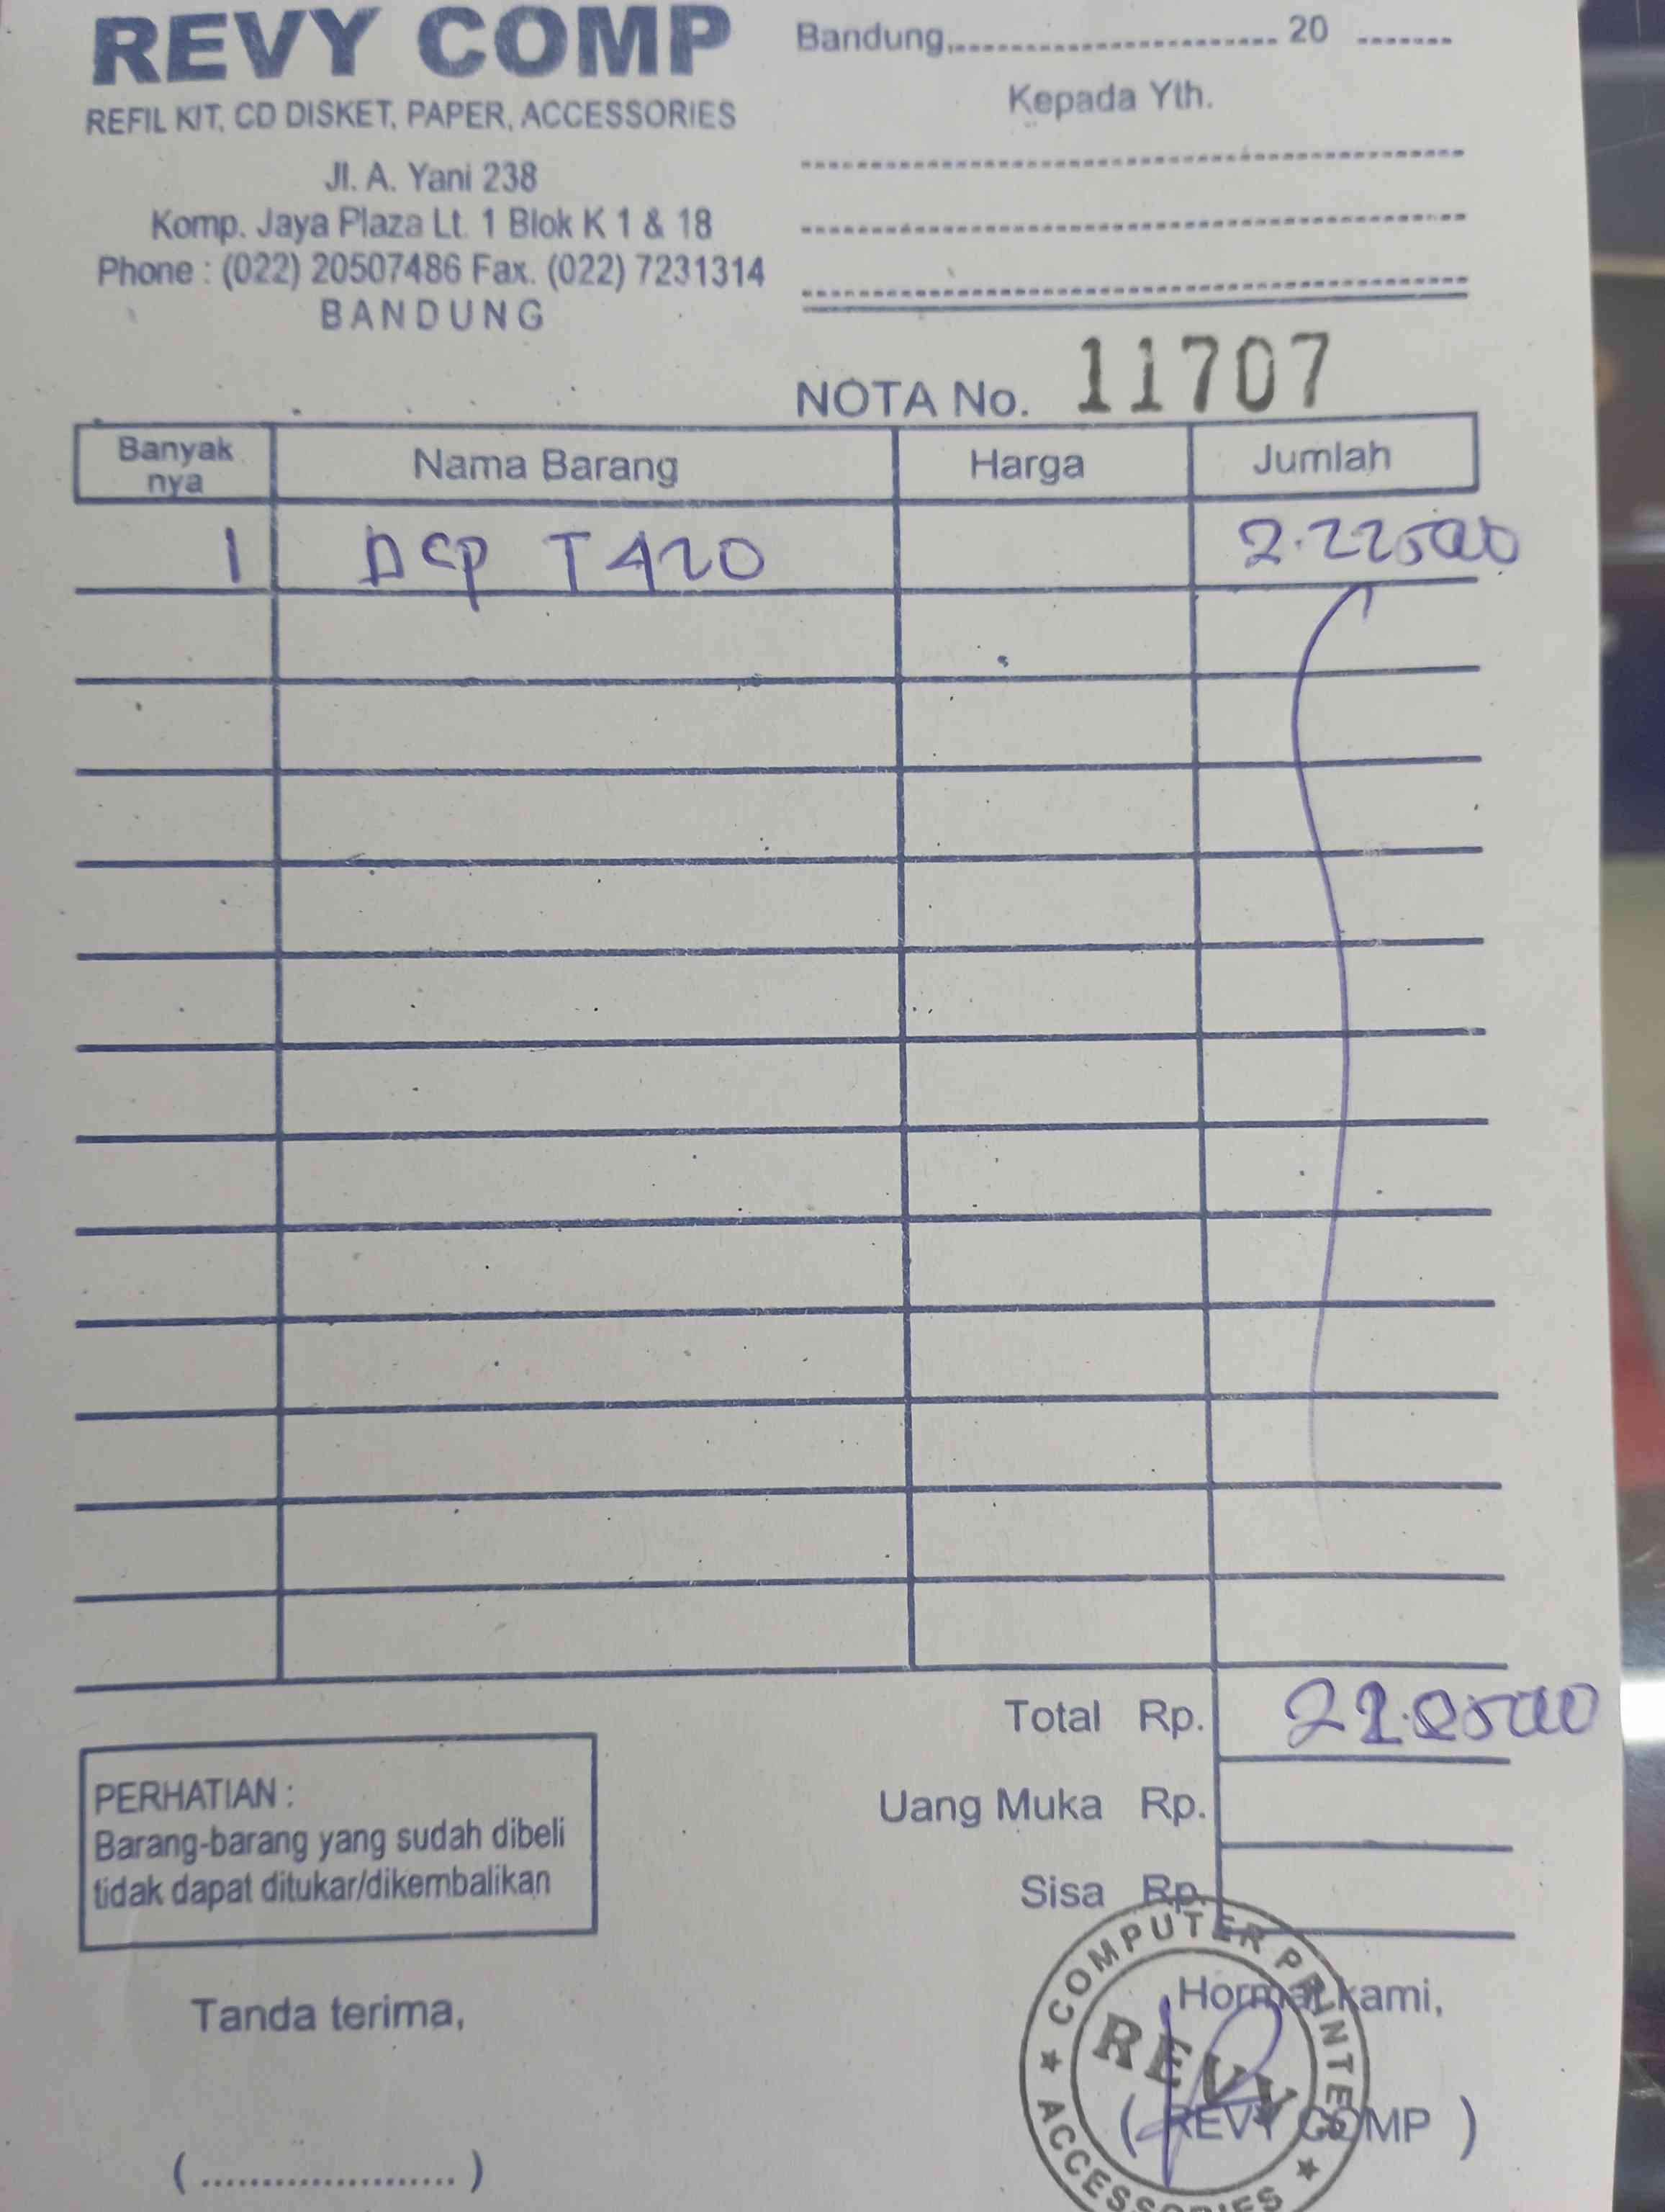 REVY COMP
REFIL KIT, CD DISKET, PAPER, ACCESSORIES
Jl. A. Yani 238
Komp. Jaya Plaza Lt. 1 Blok K 1 & 18
Phone : (022) 20507486 Fax. (022) 7231314
BANDUNG
Bandung,........................ 20 .......
Kepada Yth.
NOTA No. 11707
Banyak nya Nama Barang Harga Jumlah
1 DCP T420 2.225000
Total Rp.
Uang Muka Rp.
Sisa Rp.
PERHATIAN :
Barang-barang yang sudah dibeli
tidak dapat ditukar/dikembalikan
Tanda terima,
(......................)
Hormat kami,
( REVY COMP )
COMPUTER PRINTER
REVY
ACCESSORIES